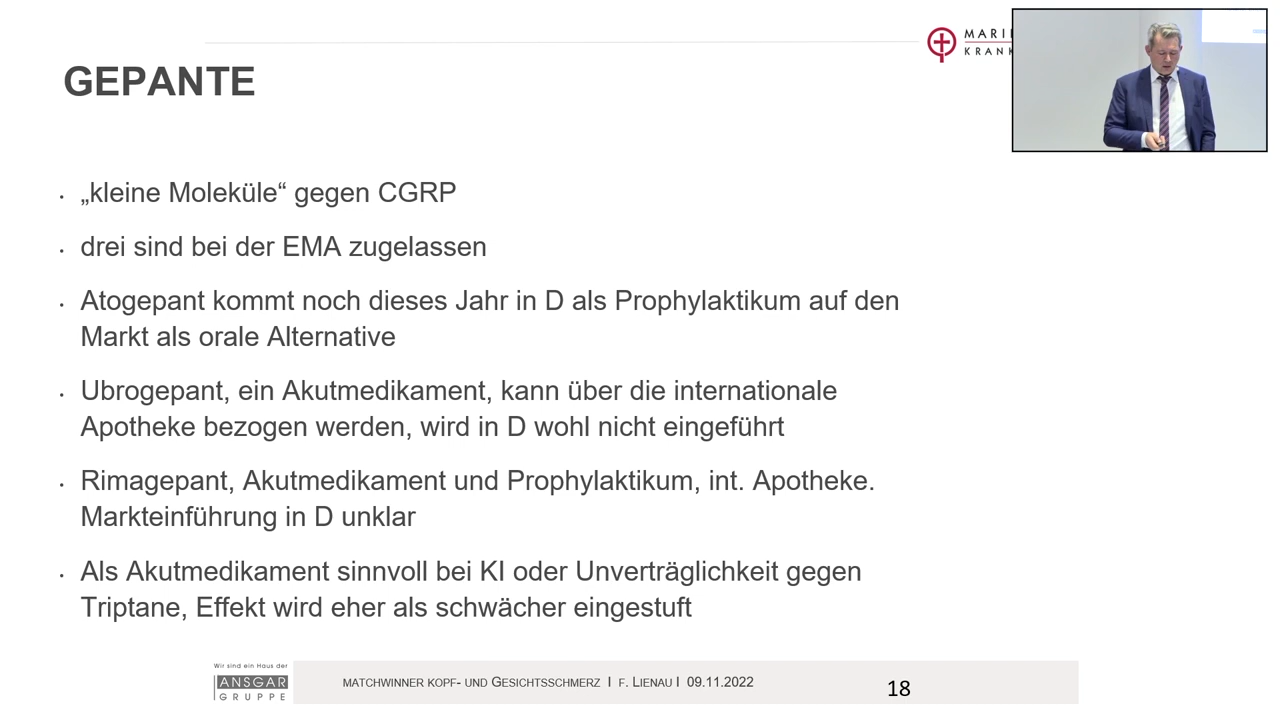 MARI
KRANK
GEPANTE
• „kleine Moleküle“ gegen CGRP
• drei sind bei der EMA zugelassen
• Atogepant kommt noch dieses Jahr in D als Prophylaktikum auf den
Markt als orale Alternative
• Ubrogepant, ein Akutmedikament, kann über die internationale
Apotheke bezogen werden, wird in D wohl nicht eingeführt
• Rimagepant, Akutmedikament und Prophylaktikum, int. Apotheke.
Markteinführung in D unklar
• Als Akutmedikament sinnvoll bei KI oder Unverträglichkeit gegen
Triptane, Effekt wird eher als schwächer eingestuft
Wir sind ein Haus der
ANSGAR
GRUPPE
MATCHWINNER KOPF- UND GESICHTSSCHMERZ I F. LIENAU I 09.11.2022
18